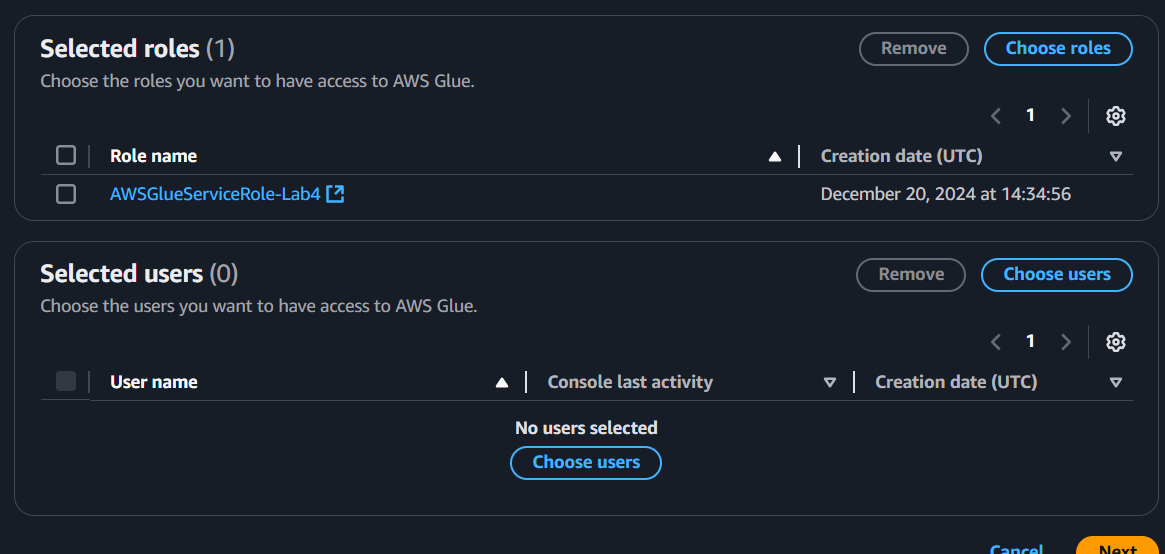 Selected roles (1)
Remove
Choose roles
Choose the roles you want to have access to AWS Glue.
1
Role name
Creation date (UTC)
AWSGlueServiceRole-Lab4
December 20, 2024 at 14:34:56
Selected users (0)
Remove
Choose users
Choose the users you want to have access to AWS Glue.
1
User name
Console last activity
Creation date (UTC)
No users selected
Choose users
Cancel
Next